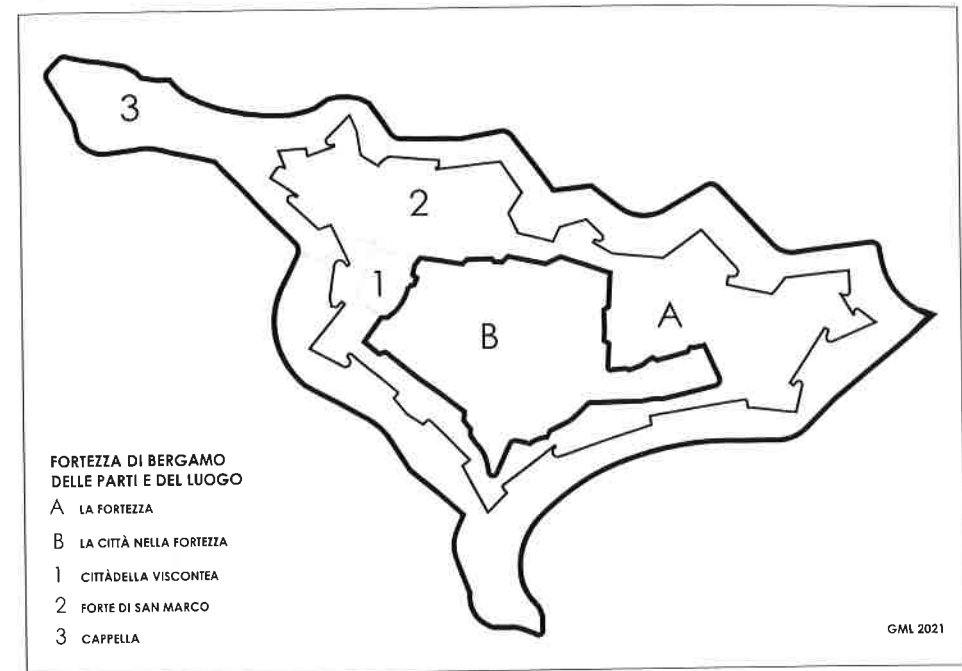 3
2
1
A
B
FORTEZZA DI BERGAMO
DELLE PARTI E DEL LUOGO
A LA FORTEZZA
B LA CITTÀ NELLA FORTEZZA
1 CITTÀDELLA VISCONTEA
2 FORTE DI SAN MARCO
3 CAPPELLA
GML 2021